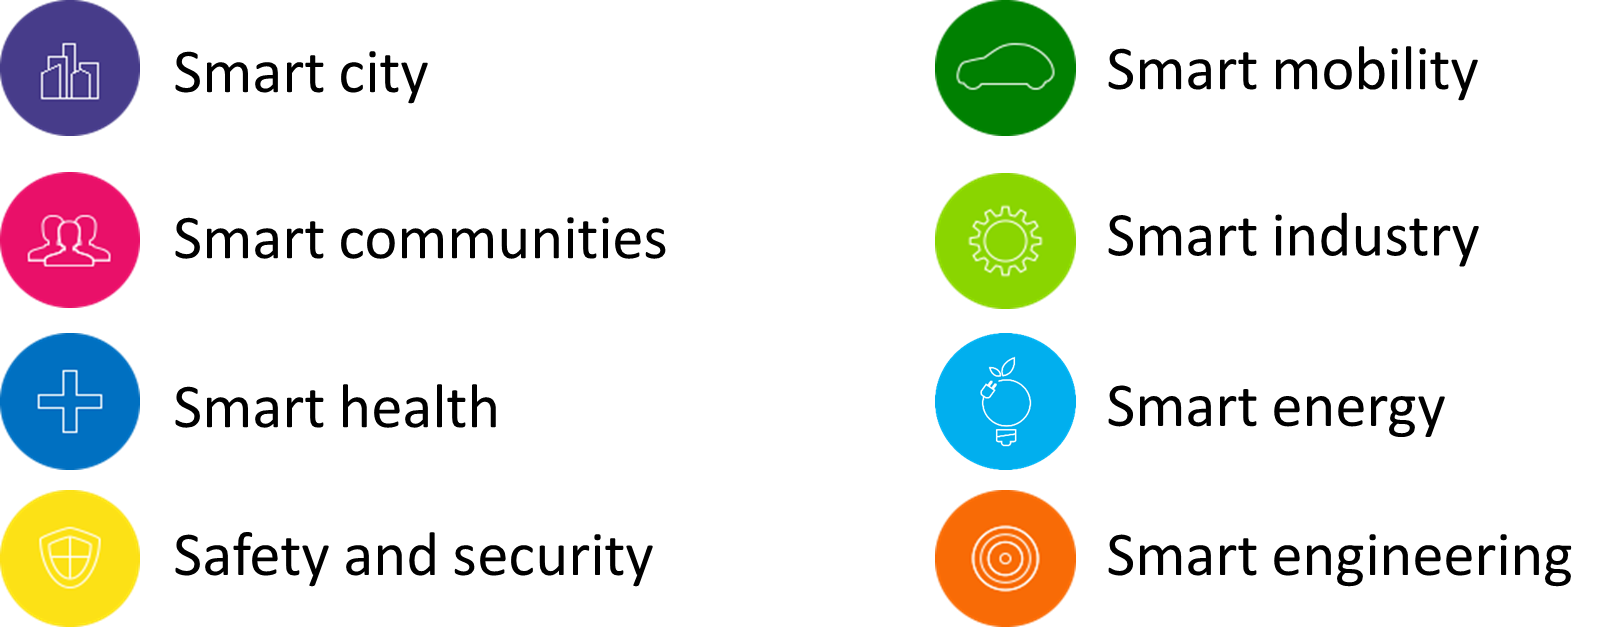 Smart city
Smart communities
Smart health
Safety and security
Smart mobility
Smart industry
Smart energy
Smart engineering